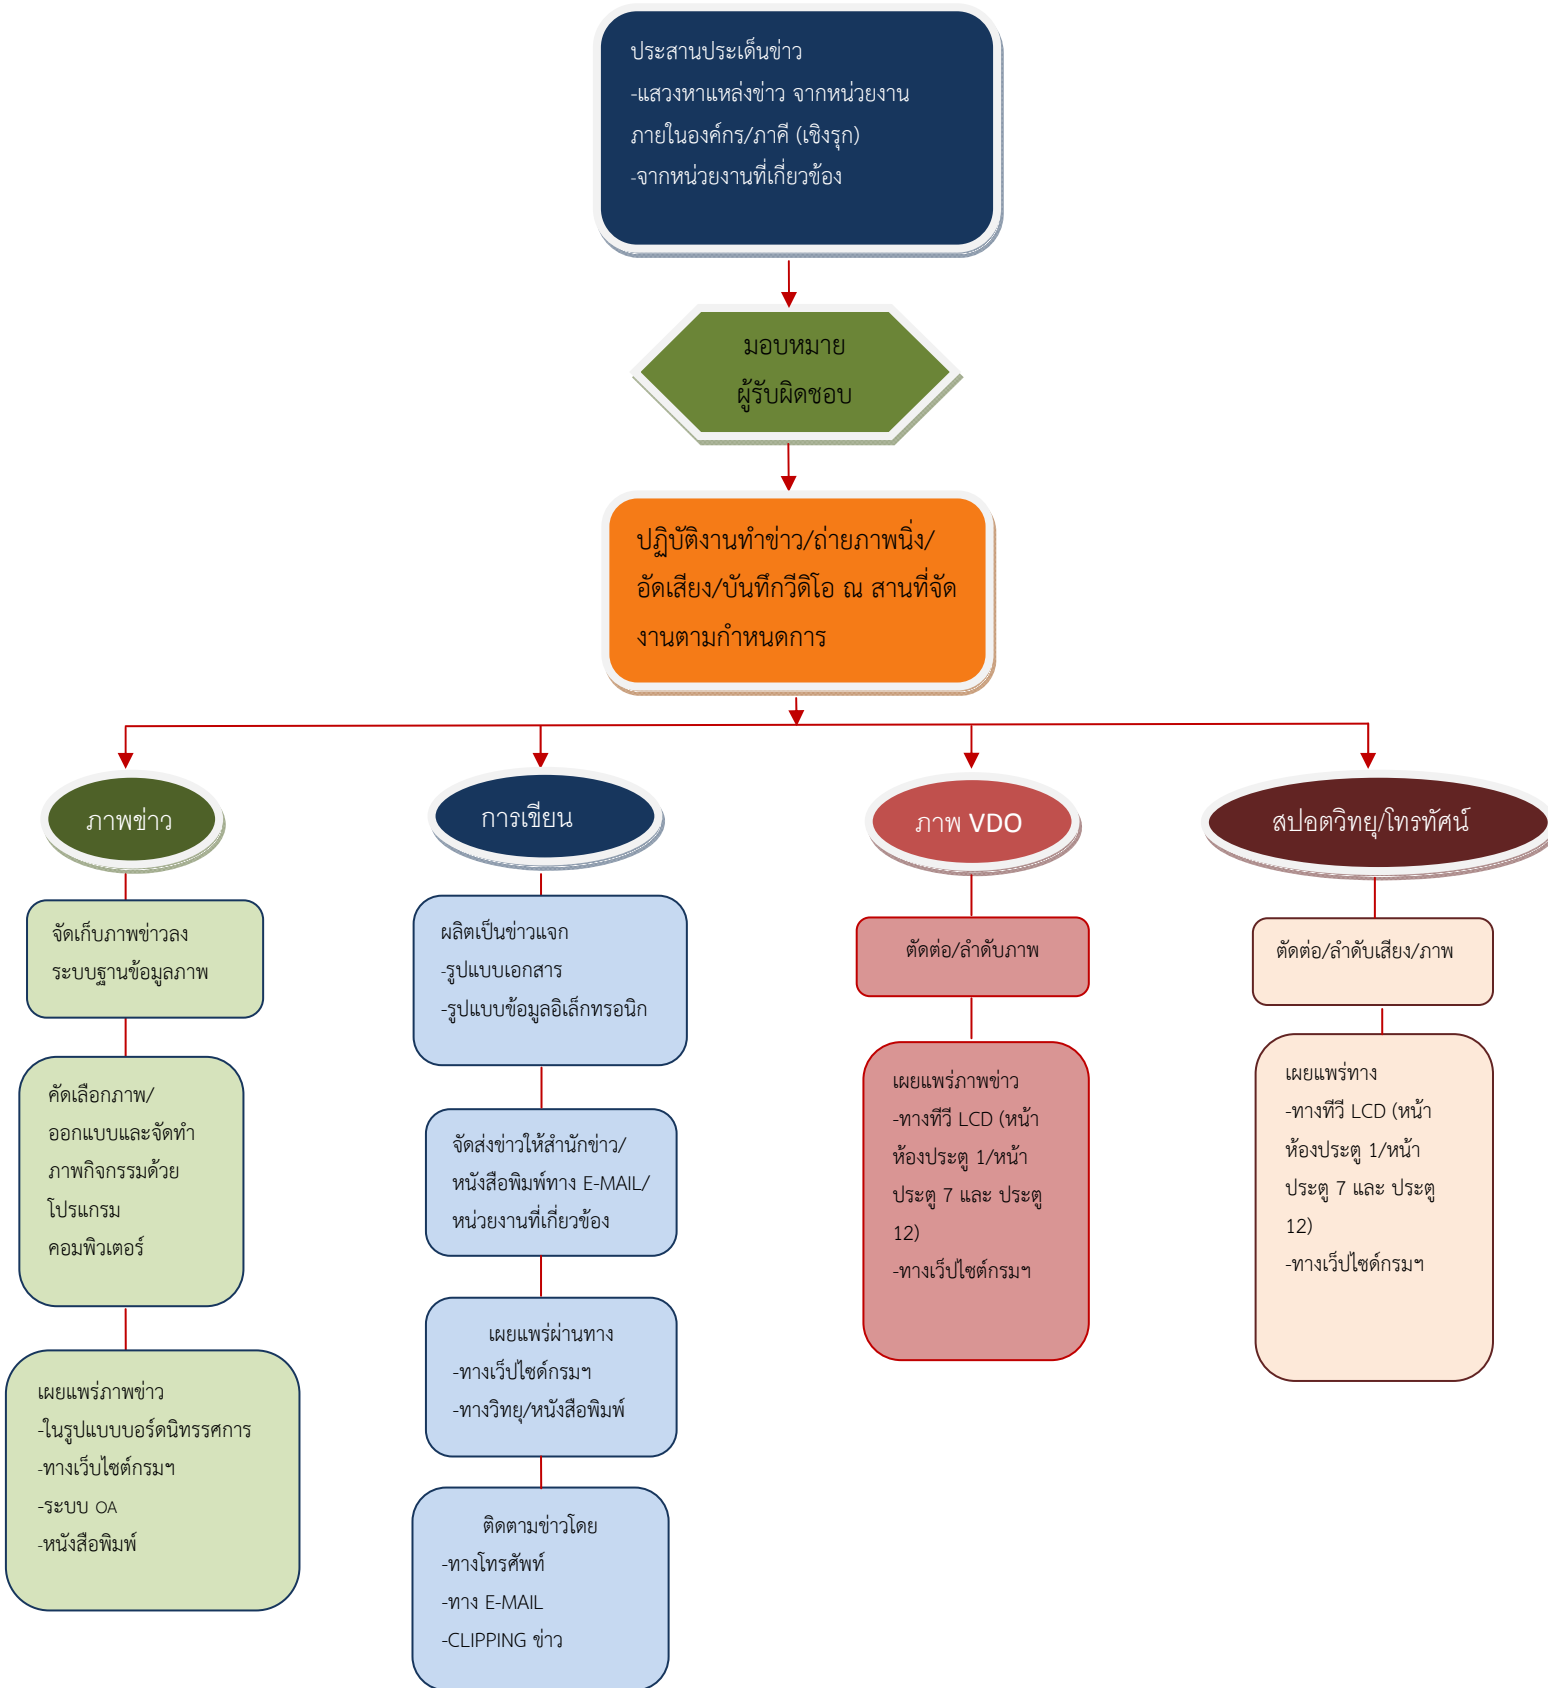 ประสานประเด็นข่าว
-แสวงหาแหล่งข่าว จากหน่วยงาน
ภายในองค์กร/ภาคี (เชิงรุก)
-จากหน่วยงานที่เกี่ยวข้อง
มอบหมาย
ผู้รับผิดชอบ
ปฏิบัติงานทำข่าว/ถ่ายภาพนิ่ง/
อัดเสียง/บันทึกวีดิโอ ณ สานที่จัด
งานตามกำหนดการ
ภาพข่าว
จัดเก็บภาพข่าวลง
ระบบฐานข้อมูลภาพ
คัดเลือกภาพ/
ออกแบบและจัดทำ
ภาพกิจกรรมด้วย
โปรแกรม
คอมพิวเตอร์
เผยแพร่ภาพข่าว
-ในรูปแบบบอร์ดนิทรรศการ
-ทางเว็บไซต์กรมฯ
-ระบบ OA
-หนังสือพิมพ์
การเขียน
ผลิตเป็นข่าวแจก
-รูปแบบเอกสาร
-รูปแบบข้อมูลอิเล็กทรอนิก
จัดส่งข่าวให้สำนักข่าว/
หนังสือพิมพ์ทาง E-MAIL/
หน่วยงานที่เกี่ยวข้อง
เผยแพร่ผ่านทาง
-ทางเว็ปไซด์กรมฯ
-ทางวิทยุ/หนังสือพิมพ์
ติดตามข่าวโดย
-ทางโทรศัพท์
-ทาง E-MAIL
-CLIPPING ข่าว
ภาพ VDO
ตัดต่อ/ลำดับภาพ
เผยแพร่ภาพข่าว
-ทางทีวี LCD (หน้า
ห้องประตู 1/หน้า
ประตู 7 และ ประตู
12)
-ทางเว็ปไซต์กรมฯ
สปอตวิทยุ/โทรทัศน์
ตัดต่อ/ลำดับเสียง/ภาพ
เผยแพร่ทาง
-ทางทีวี LCD (หน้า
ห้องประตู 1/หน้า
ประตู 7 และ ประตู
12)
-ทางเว็ปไซด์กรมฯ